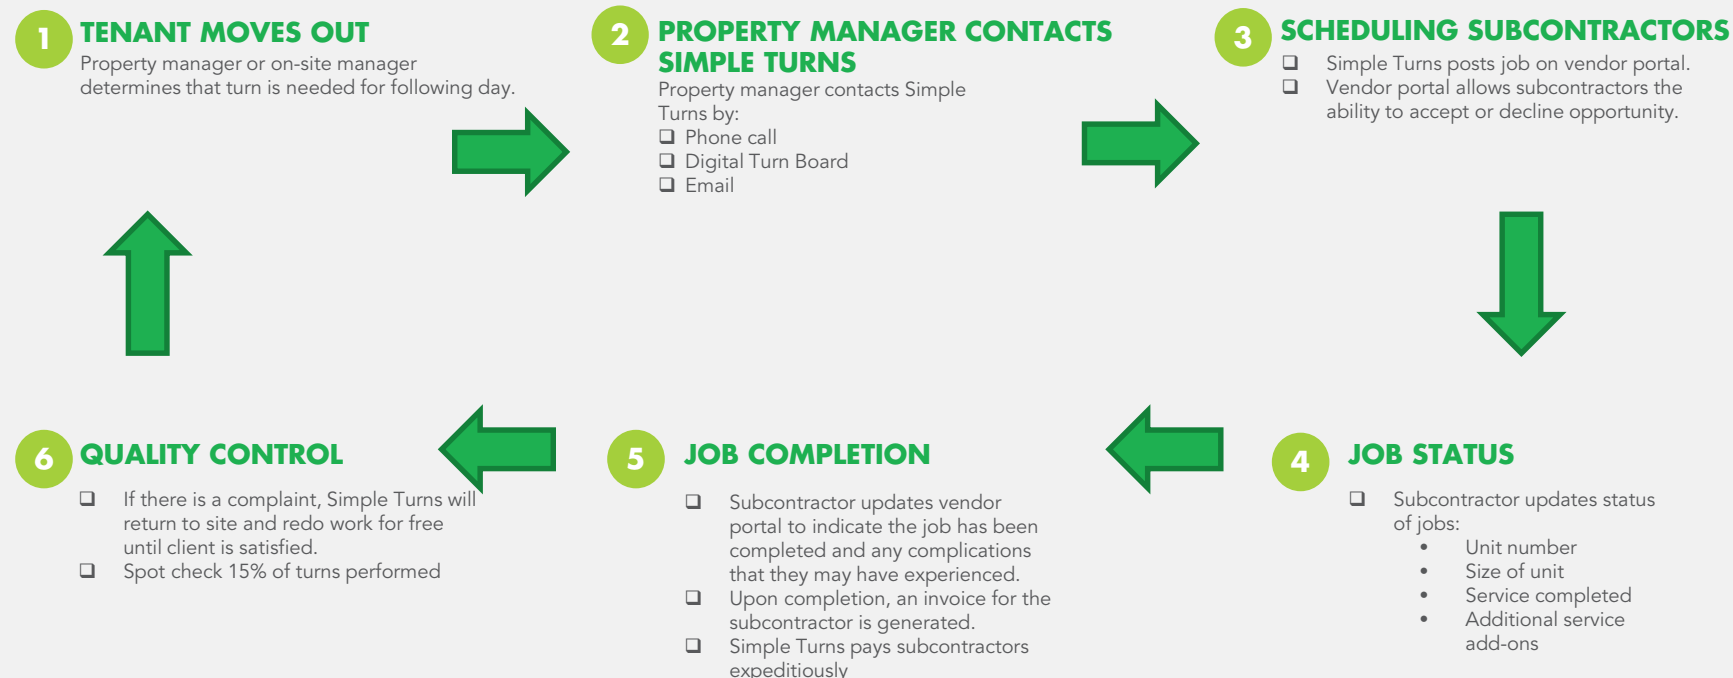 1
TENANT MOVES OUT
Property manager or on-site manager
determines that turn is needed for following day.
2
PROPERTY MANAGER CONTACTS
SIMPLE TURNS
Property manager contacts Simple
Turns by:
❑ Phone call
❑ Digital Turn Board
❑ Email
3
SCHEDULING SUBCONTRACTORS
❑ Simple Turns posts job on vendor portal.
❑ Vendor portal allows subcontractors the
ability to accept or decline opportunity.
4
JOB STATUS
❑ Subcontractor updates status
of jobs:
• Unit number
• Size of unit
• Service completed
• Additional service
add-ons
5
JOB COMPLETION
❑ Subcontractor updates vendor
portal to indicate the job has been
completed and any complications
that they may have experienced.
❑ Upon completion, an invoice for the
subcontractor is generated.
❑ Simple Turns pays subcontractors
expeditiously
6
QUALITY CONTROL
❑ If there is a complaint, Simple Turns will
return to site and redo work for free
until client is satisfied.
❑ Spot check 15% of turns performed